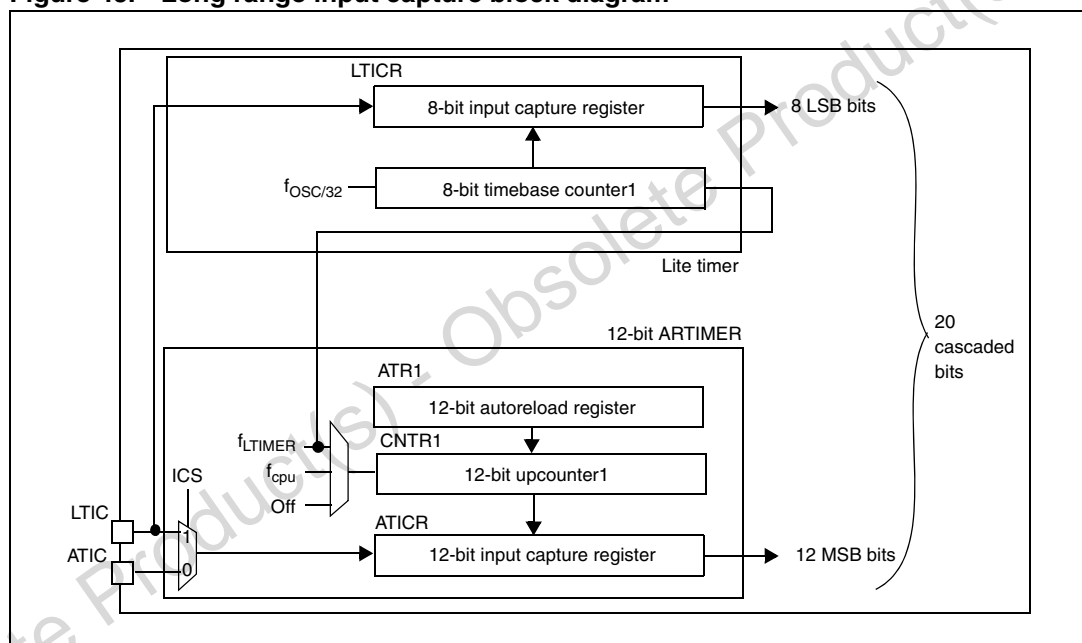 Figure 45. Long range input capture block diagram
LTICR
8-bit input capture register
8 LSB bits
fOSC/32
8-bit timebase counter1
Lite timer
12-bit ARTIMER
20
cascaded
bits
ATR1
12-bit autoreload register
fLTIMER
CNTR1
fcpu
12-bit upcounter1
ICS
Off
LTIC
1
ATICR
ATIC
0
12-bit input capture register
12 MSB bits
te Product(s) - Obsolete Product(s)